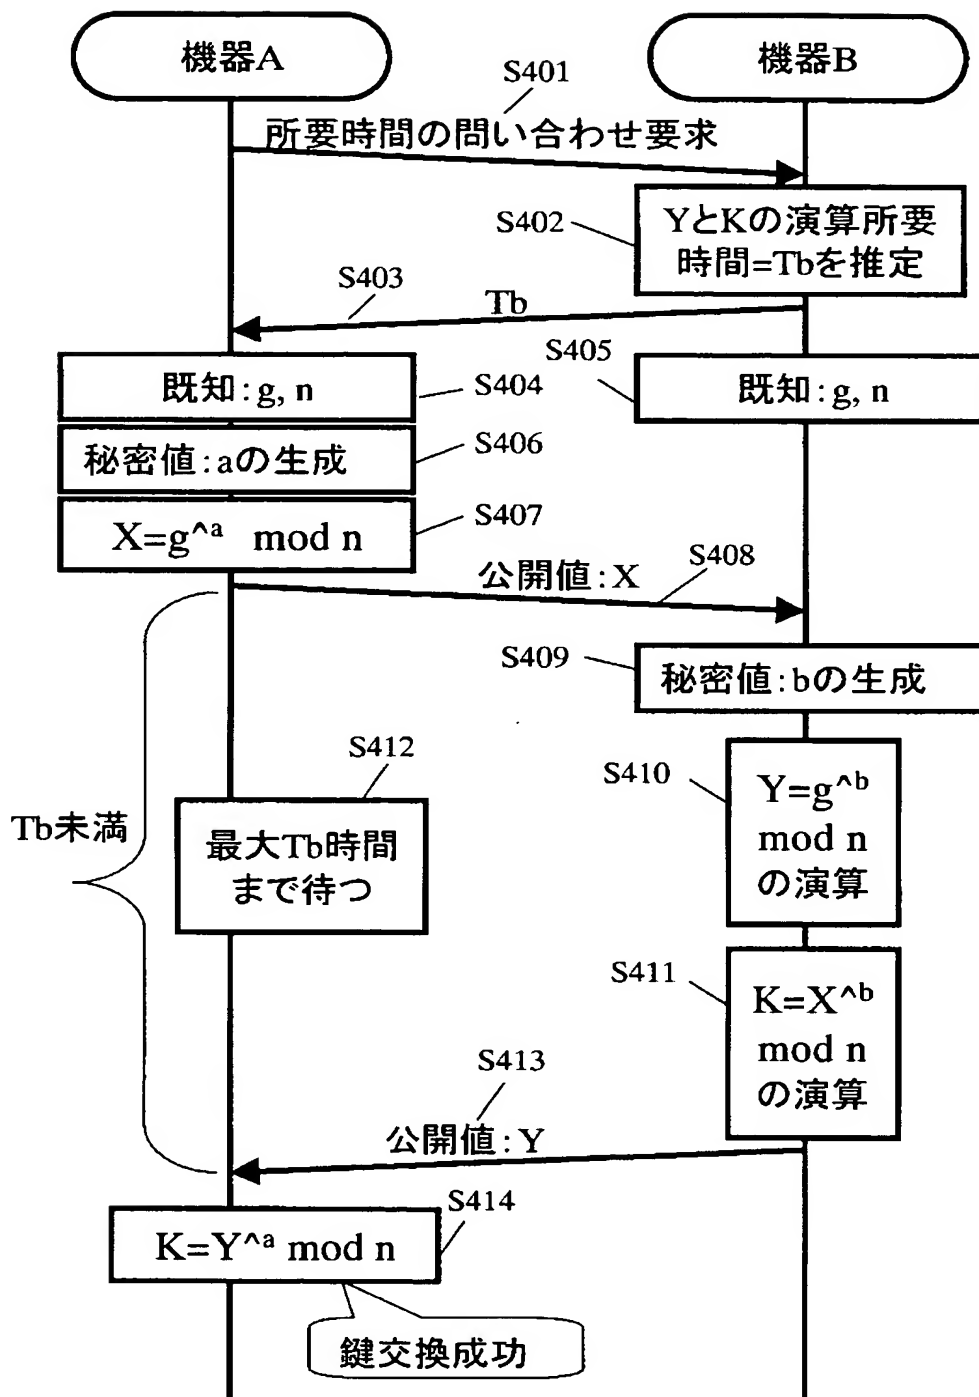 機器A
機器B
S401
所要時間の問い合わせ要求
S402
YとKの演算所要
時間=Tbを推定
S403
Tb
S405
既知:g, n
S404
既知:g, n
秘密値:aの生成
S406
X=g^a mod n
S407
公開値:X
S408
S409
秘密値:bの生成
S412
S410
Y=g^b
mod n
の演算
Tb未満
最大Tb時間
まで待つ
S411
K=X^b
mod n
の演算
S413
公開値:Y
S414
K=Y^a mod n
鍵交換成功